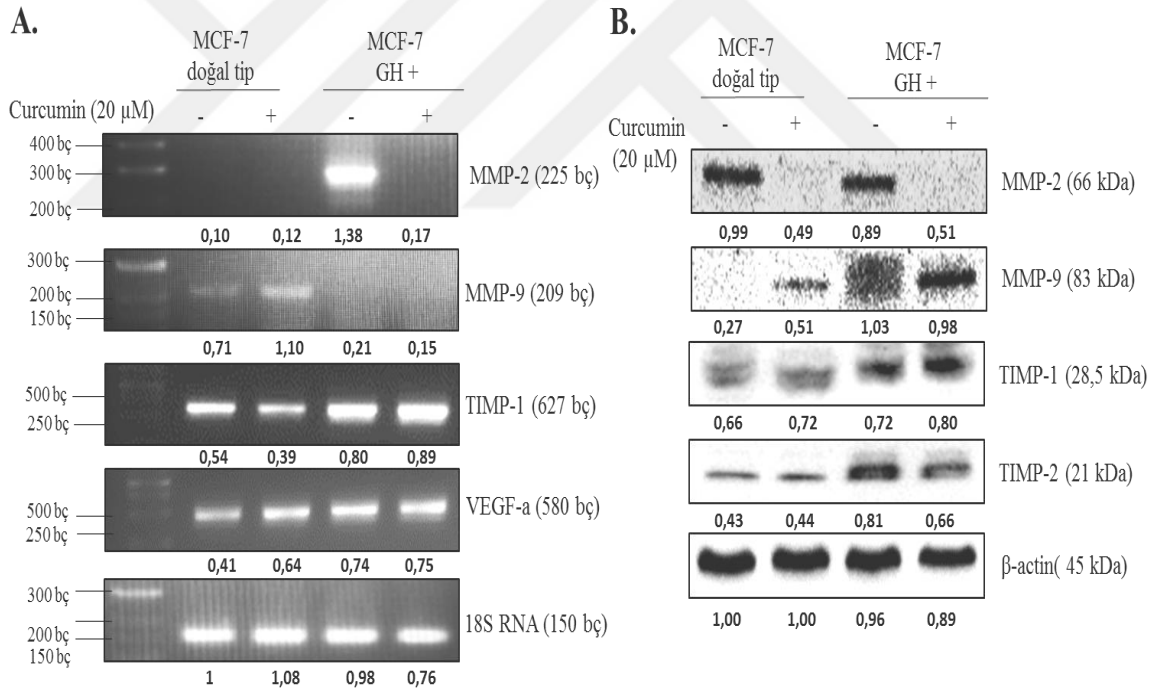 A.
MCF-7
doğal tip
MCF-7
GH +
Curcumin (20 µM)
-
+
-
+
400 bç
300 bç
200 bç
MMP-2 (225 bç)
0,10 0,12 1,38 0,17
300 bç
200 bç
150 bç
MMP-9 (209 bç)
0,71 1,10 0,21 0,15
500 bç
250 bç
TIMP-1 (627 bç)
0,54 0,39 0,80 0,89
500 bç
250 bç
VEGF-a (580 bç)
0,41 0,64 0,74 0,75
300 bç
200 bç
150 bç
18S RNA (150 bç)
1 1,08 0,98 0,76
B.
MCF-7
doğal tip
MCF-7
GH +
Curcumin
(20 µM)
-
+
-
+
MMP-2 (66 kDa)
0,99 0,49 0,89 0,51
MMP-9 (83 kDa)
0,27 0,51 1,03 0,98
TIMP-1 (28,5 kDa)
0,66 0,72 0,72 0,80
TIMP-2 (21 kDa)
0,43 0,44 0,81 0,66
β-actin( 45 kDa)
1,00 1,00 0,96 0,89